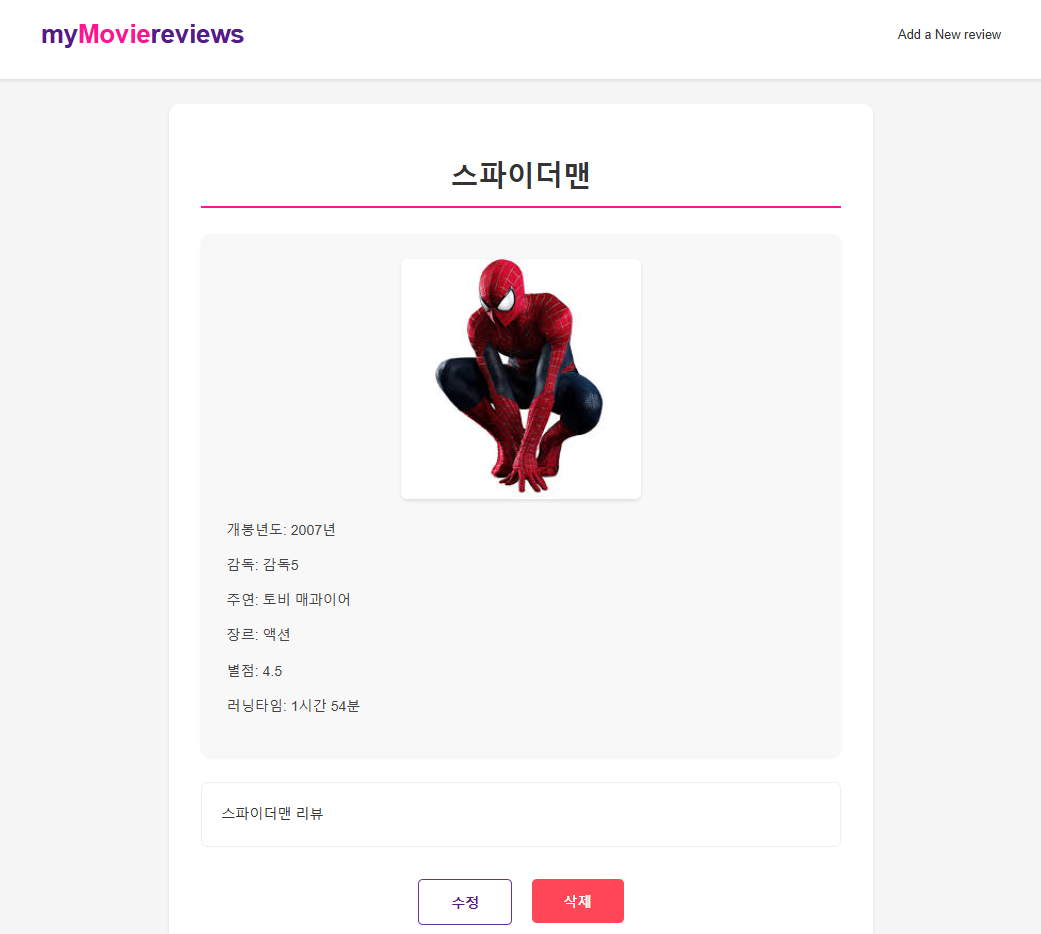 myMoviereviews
Add a New review
스파이더맨
개봉년도: 2007년
감독: 감독5
주연: 토비 매과이어
장르: 액션
별점: 4.5
러닝타임: 1시간 54분
스파이더맨 리뷰
수정
삭제